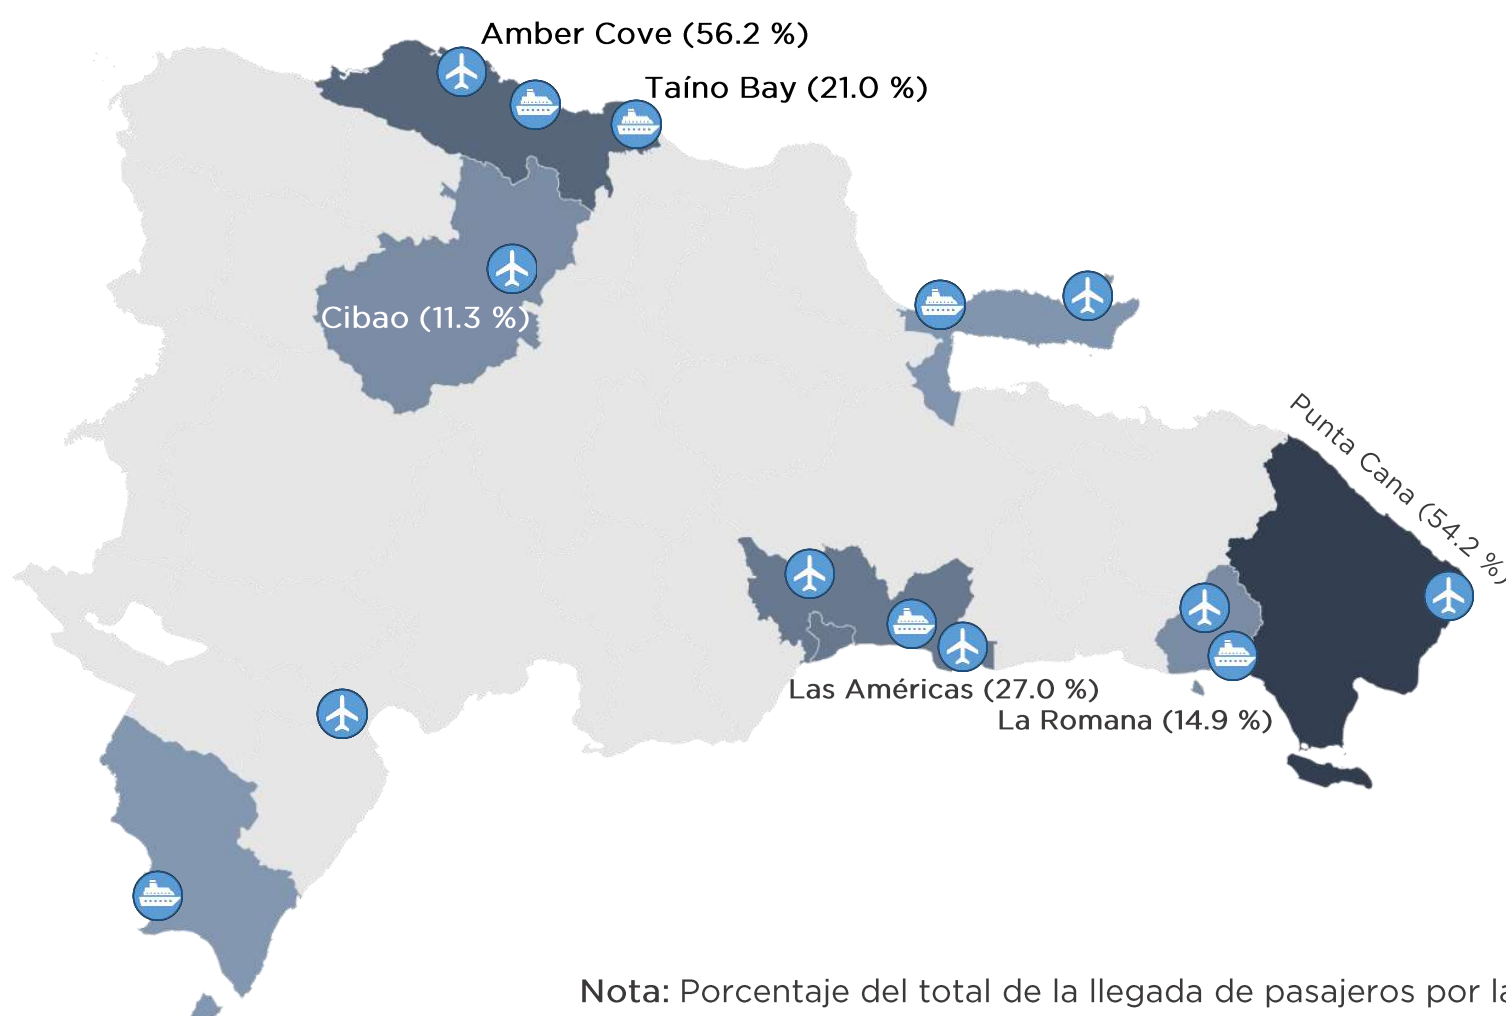 Amber Cove (56.2 %)
Taíno Bay (21.0 %)
Cibao (11.3 %)
Punta Cana (54.2 %)
Las Américas (27.0 %)
La Romana (14.9 %)
Nota: Porcentaje del total de la llegada de pasajeros por la